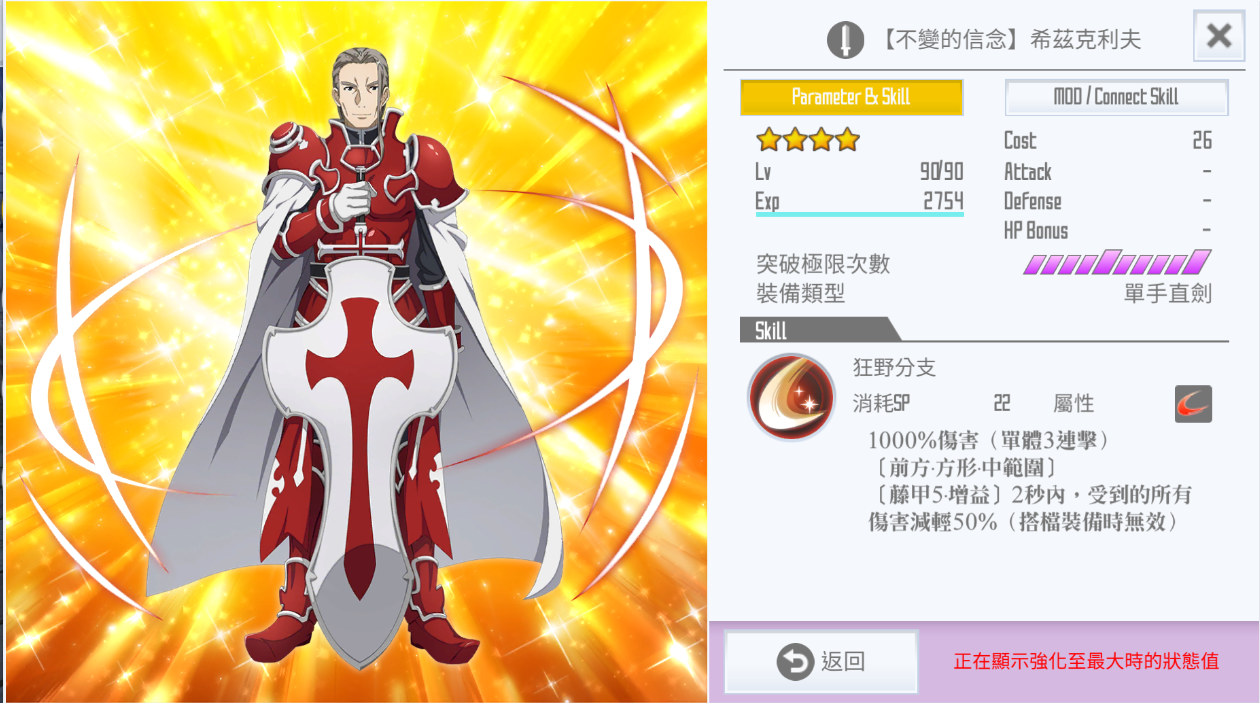 【不變的信念】希茲克利夫
Parameter & Skill
MOD / Connect Skill
Lv 90/90
Exp 2754
Cost 26
Attack -
Defense -
HP Bonus -
突破極限次數
裝備類型 單手直劍
Skill
狂野分支
消耗SP 22 屬性
1000%傷害（單體3連擊）
〔前方·方形·中範圍〕
〔藤甲5·增益〕2秒內，受到的所有
傷害減輕50%（搭檔裝備時無效）
返回
正在顯示強化至最大時的狀態值